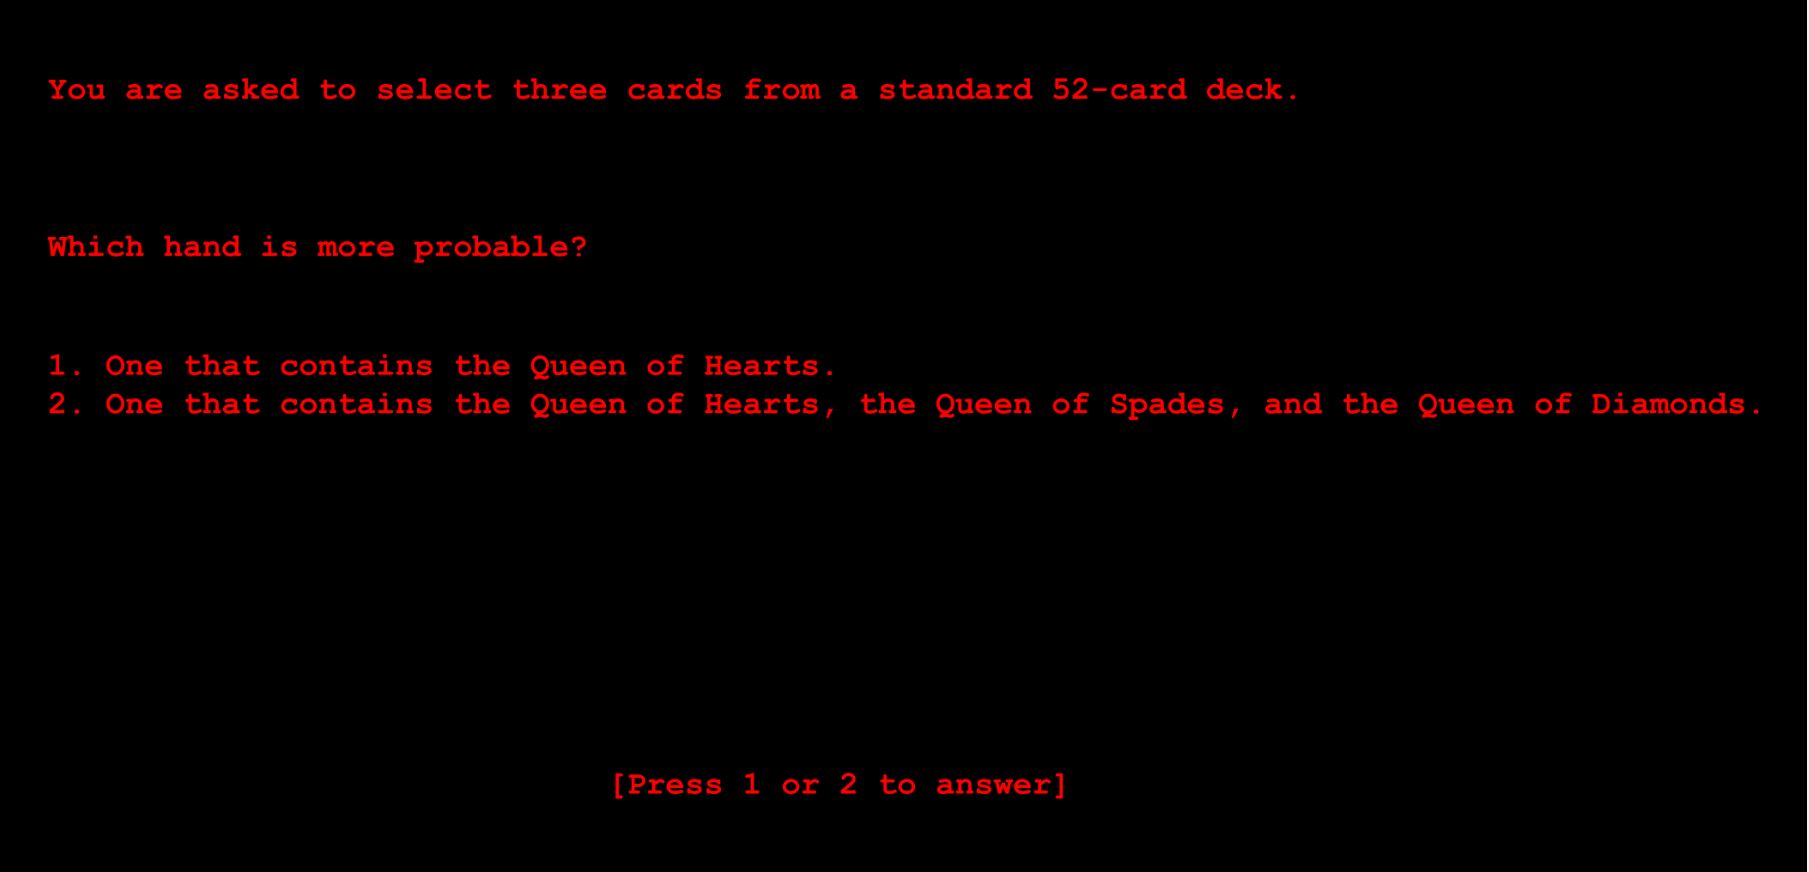 You are asked to select three cards from a standard 52-card deck.
Which hand is more probable?
1. One that contains the Queen of Hearts.
2. One that contains the Queen of Hearts, the Queen of Spades, and the Queen of Diamonds.
[Press 1 or 2 to answer]